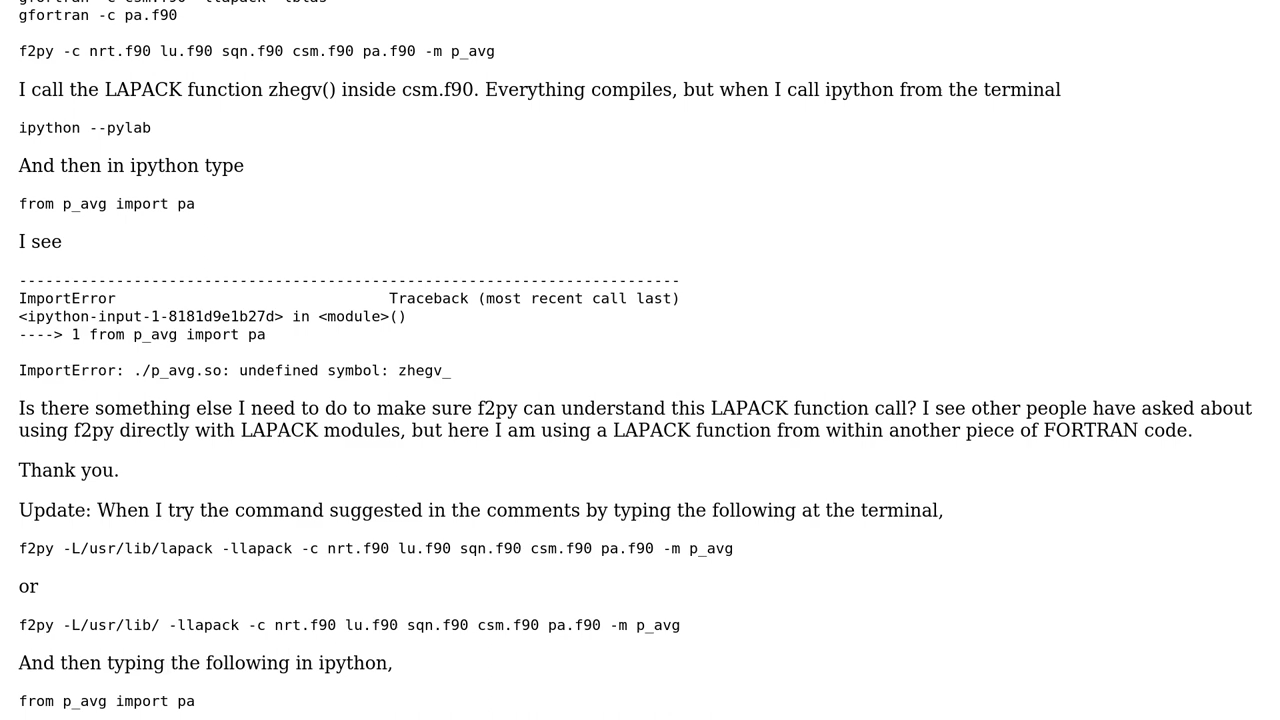 gfortran -c csm.f90 -llapack -lblas
gfortran -c pa.f90
f2py -c nrt.f90 lu.f90 sqn.f90 csm.f90 pa.f90 -m p_avg
I call the LAPACK function zhegv() inside csm.f90. Everything compiles, but when I call ipython from the terminal
ipython --pylab
And then in ipython type
from p_avg import pa
I see
---------------------------------------------------------------------------
ImportError                               Traceback (most recent call last)
<ipython-input-1-8181d9e1b27d> in <module>()
----> 1 from p_avg import pa
ImportError: ./p_avg.so: undefined symbol: zhegv_
Is there something else I need to do to make sure f2py can understand this LAPACK function call? I see other people have asked about
using f2py directly with LAPACK modules, but here I am using a LAPACK function from within another piece of FORTRAN code.
Thank you.
Update: When I try the command suggested in the comments by typing the following at the terminal,
f2py -L/usr/lib/lapack -llapack -c nrt.f90 lu.f90 sqn.f90 csm.f90 pa.f90 -m p_avg
or
f2py -L/usr/lib/ -llapack -c nrt.f90 lu.f90 sqn.f90 csm.f90 pa.f90 -m p_avg
And then typing the following in ipython,
from p_avg import pa